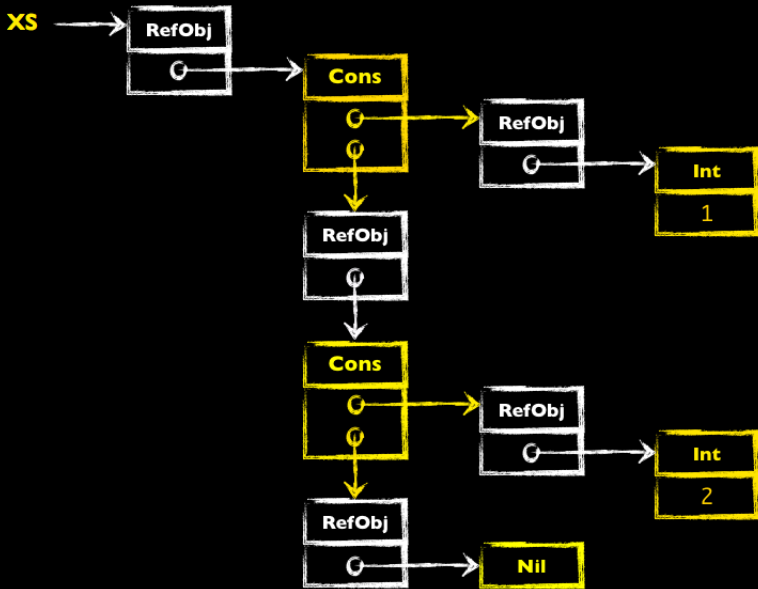 XS
RefObj
Cons
RefObj
Int
1
RefObj
Cons
RefObj
Int
2
RefObj
Nil